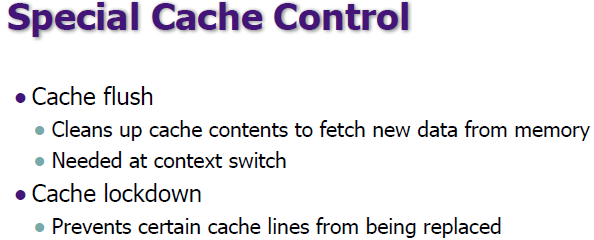 Special Cache Control
Cache flush
Cleans up cache contents to fetch new data from memory
Needed at context switch
Cache lockdown
Prevents certain cache lines from being replaced